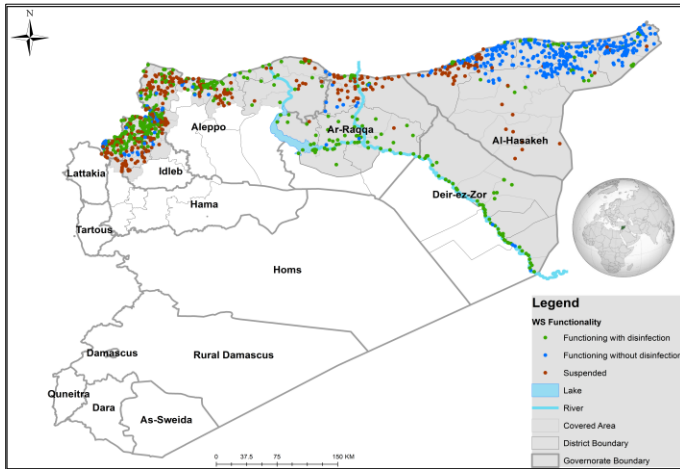 N
Aleppo
Ar-Raqqa
Al-Hasakeh
Lattakia
Idleb
Deir-ez-Zor
Hama
Tartous
Homs
Damascus
Rural Damascus
Quneitra
Dara
As-Sweida
0 37.5 75 150 KM
Legend
WS Functionality
Functioning with disinfection
Functioning without disinfection
Suspended
Lake
River
Covered Area
District Boundary
Governorate Boundary